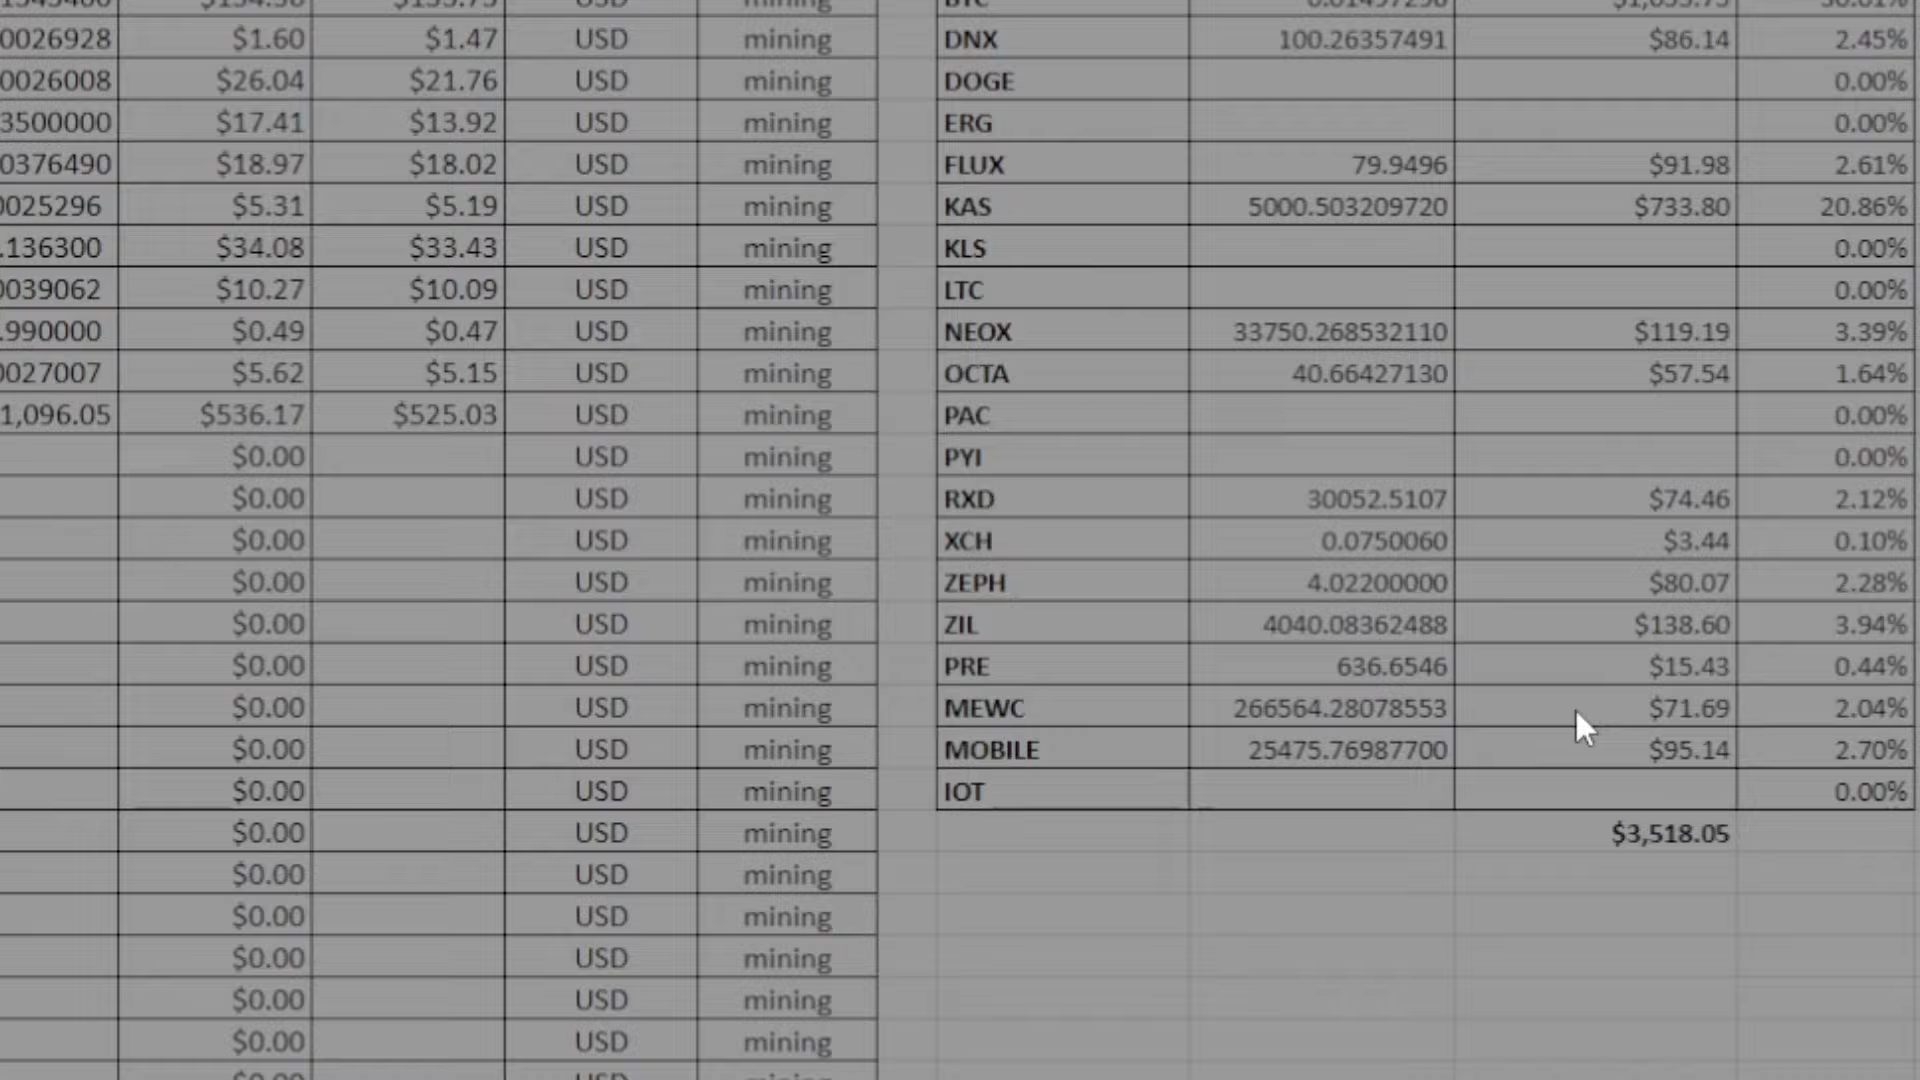 USD mining BTC
0026928 $1.60 $1.47 USD mining DNX 100.26357491 $86.14 2.45%
0026008 $26.04 $21.76 USD mining DOGE 0.00%
3500000 $17.41 $13.92 USD mining ERG 0.00%
0376490 $18.97 $18.02 USD mining FLUX 79.9496 $91.98 2.61%
0025296 $5.31 $5.19 USD mining KAS 5000.503209720 $733.80 20.86%
.136300 $34.08 $33.43 USD mining KLS 0.00%
0039062 $10.27 $10.09 USD mining LTC 0.00%
.990000 $0.49 $0.47 USD mining NEOX 33750.268532110 $119.19 3.39%
0027007 $5.62 $5.15 USD mining OCTA 40.66427130 $57.54 1.64%
1,096.05 $536.17 $525.03 USD mining PAC 0.00%
$0.00 USD mining PYI 0.00%
$0.00 USD mining RXD 30052.5107 $74.46 2.12%
$0.00 USD mining XCH 0.0750060 $3.44 0.10%
$0.00 USD mining ZEPH 4.02200000 $80.07 2.28%
$0.00 USD mining ZIL 4040.08362488 $138.60 3.94%
$0.00 USD mining PRE 636.6546 $15.43 0.44%
$0.00 USD mining MEWC 266564.28078553 $71.69 2.04%
$0.00 USD mining MOBILE 25475.76987700 $95.14 2.70%
$0.00 USD mining IOT 0.00%
$0.00 USD mining $3,518.05
$0.00 USD mining
$0.00 USD mining
$0.00 USD mining
$0.00 USD mining
$0.00 USD mining
$0.00 USD mining